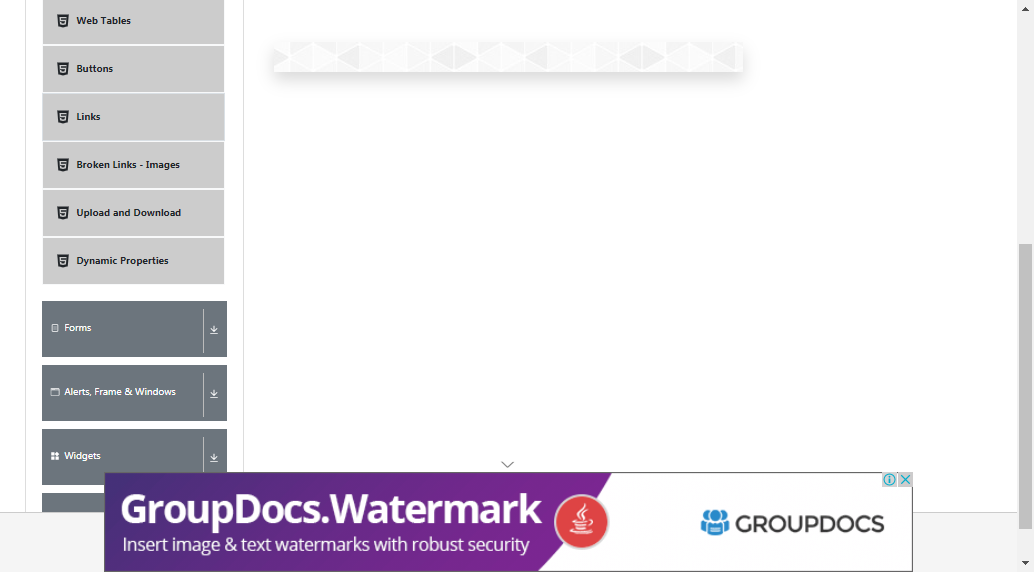 Web Tables
Buttons
Links
Broken Links - Images
Upload and Download
Dynamic Properties
Forms
Alerts, Frame & Windows
Widgets
GroupDocs.Watermark
Insert image & text watermarks with robust security
GROUPDOCS